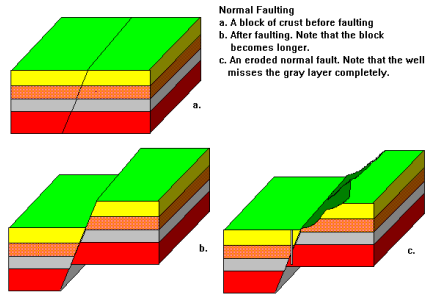 Normal Faulting
a. A block of crust before faulting
b. After faulting. Note that the block
becomes longer.
c. An eroded normal fault. Note that the well
misses the gray layer completely.
a.
b.
c.